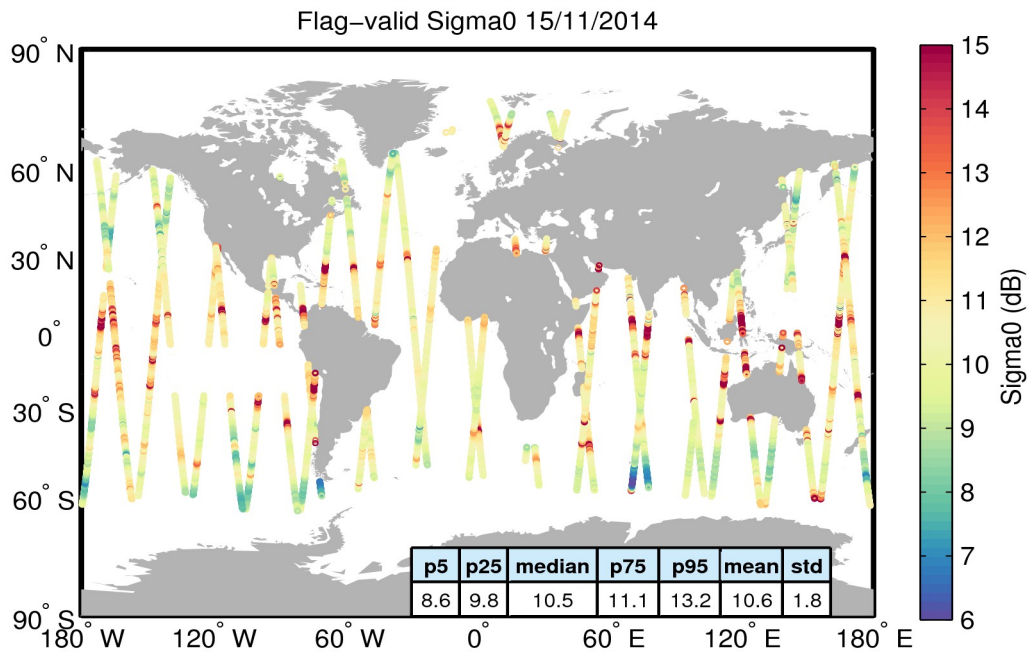 Flag−valid Sigma0 15/11/2014
90° N
60° N
30° N
0°
30° S
60° S
90° S
180° W
120° W
60° W
0°
60° E
120° E
180° E
p5 p25 median p75 p95 mean std
8.6 9.8 10.5 11.1 13.2 10.6 1.8
15
14
13
12
11
10
9
8
7
6
Sigma0 (dB)